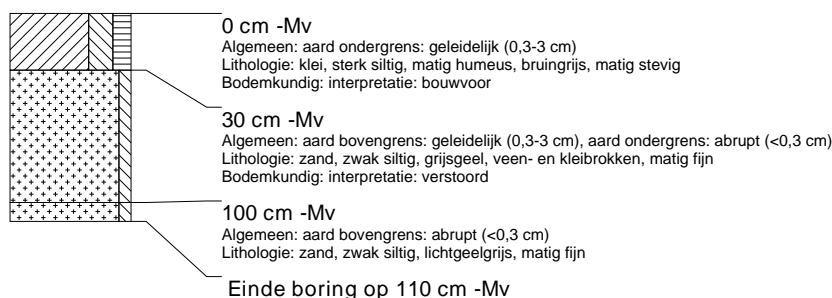 0 cm -Mv
Algemeen: aard ondergrens: geleidelijk (0,3-3 cm)
Lithologie: klei, sterk siltig, matig humeus, bruingrijs, matig stevig
Bodemkundig: interpretatie: bouwvoor
30 cm -Mv
Algemeen: aard bovengrens: geleidelijk (0,3-3 cm), aard ondergrens: abrupt (<0,3 cm)
Lithologie: zand, zwak siltig, grijsgeel, veen- en kleibrokken, matig fijn
Bodemkundig: interpretatie: verstoord
100 cm -Mv
Algemeen: aard bovengrens: abrupt (<0,3 cm)
Lithologie: zand, zwak siltig, lichtgeelgrijs, matig fijn
Einde boring op 110 cm -Mv